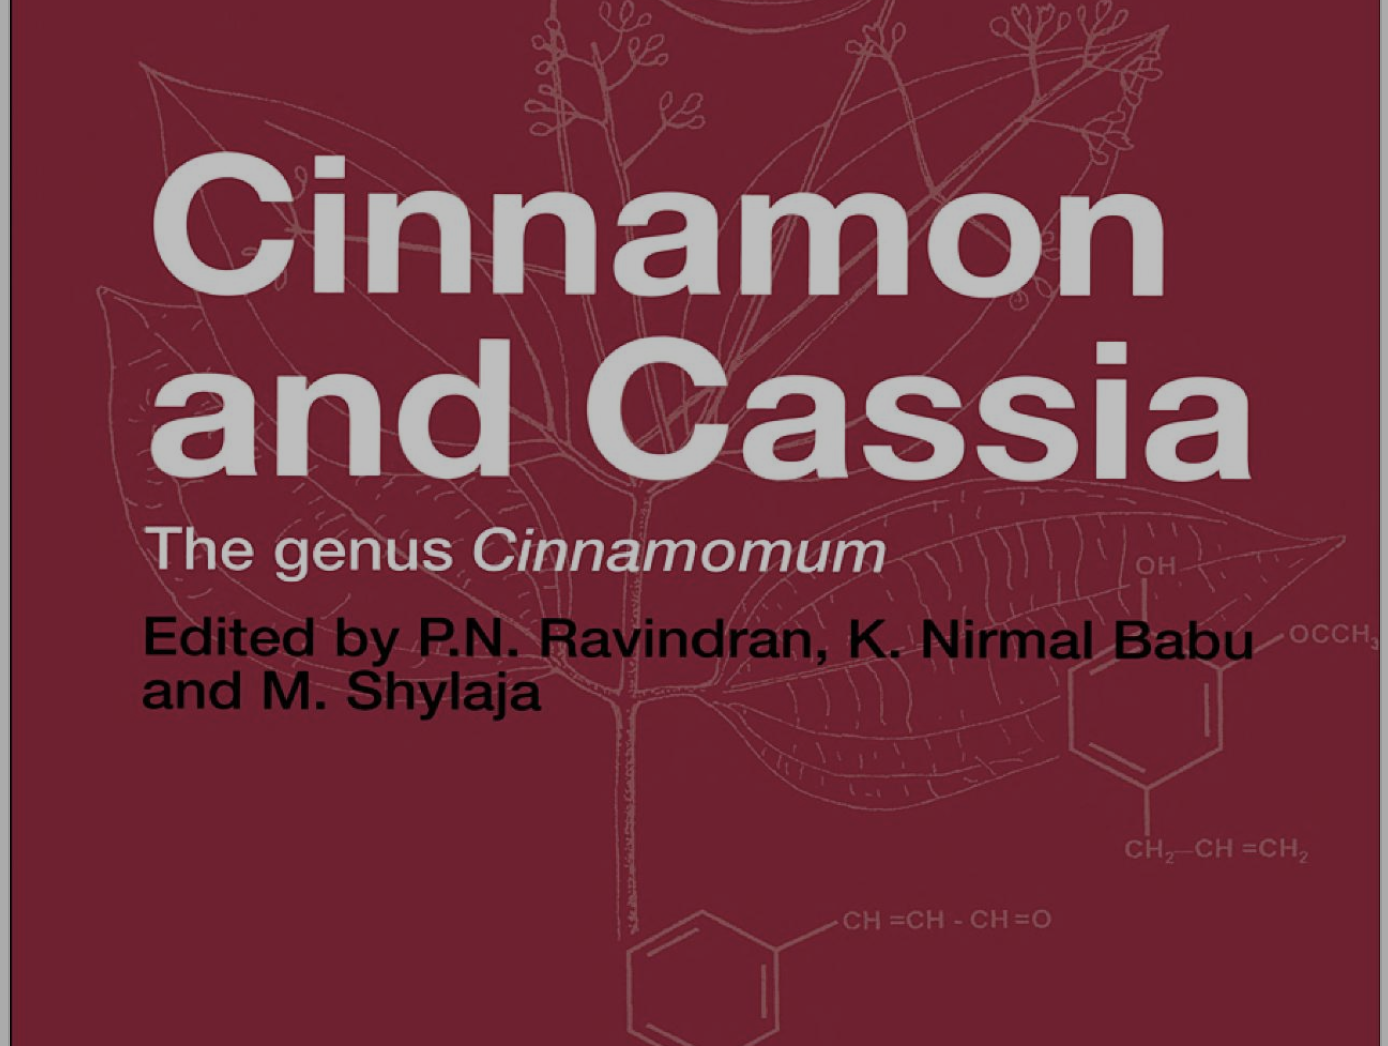 Cinnamon
and Cassia
The genus Cinnamomum
Edited by P.N. Ravindran, K. Nirmal Babu
and M. Shylaja
OH
OCCH3
CH2—CH =CH2
CH =CH - CH =O